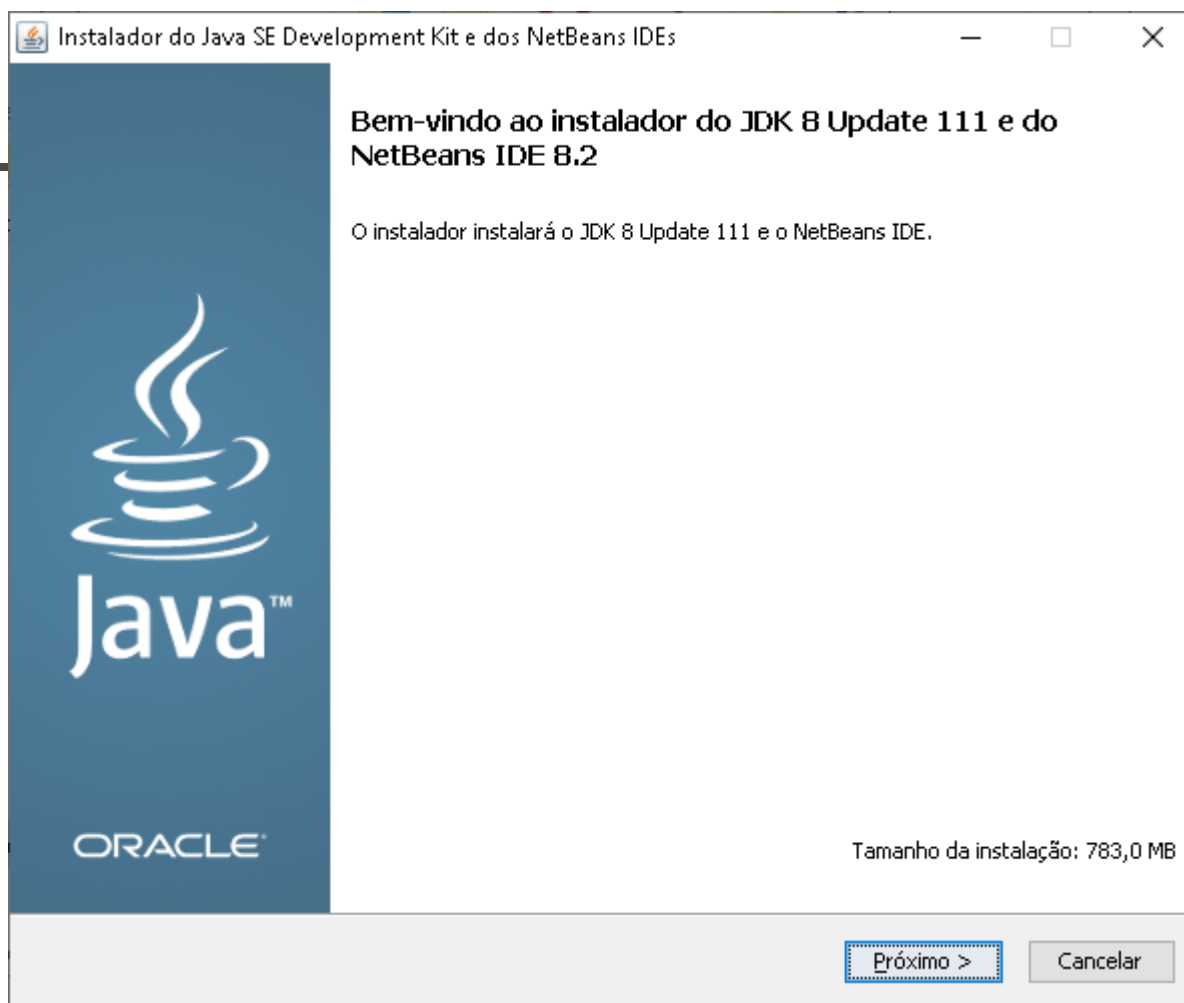 Instalador do Java SE Development Kit e dos NetBeans IDEs
Bem-vindo ao instalador do JDK 8 Update 111 e do
NetBeans IDE 8.2
O instalador instalará o JDK 8 Update 111 e o NetBeans IDE.
Java™
ORACLE®
Tamanho da instalação: 783,0 MB
Próximo >
Cancelar